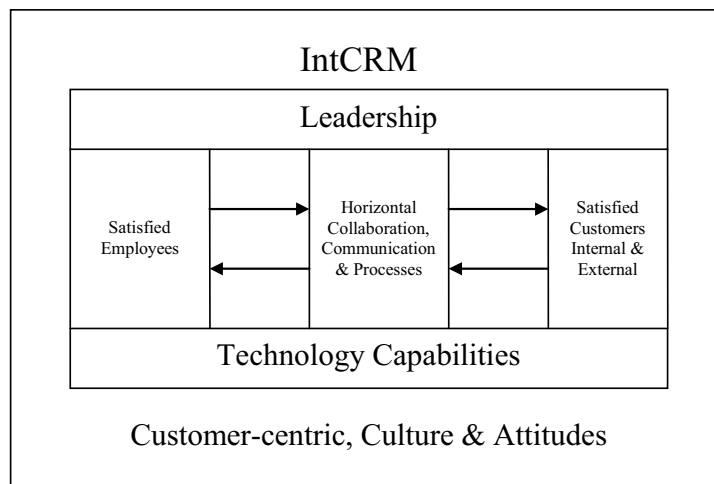 IntCRM
Leadership
Satisfied
Employees
Horizontal
Collaboration,
Communication
& Processes
Satisfied
Customers
Internal &
External
Technology Capabilities
Customer-centric, Culture & Attitudes